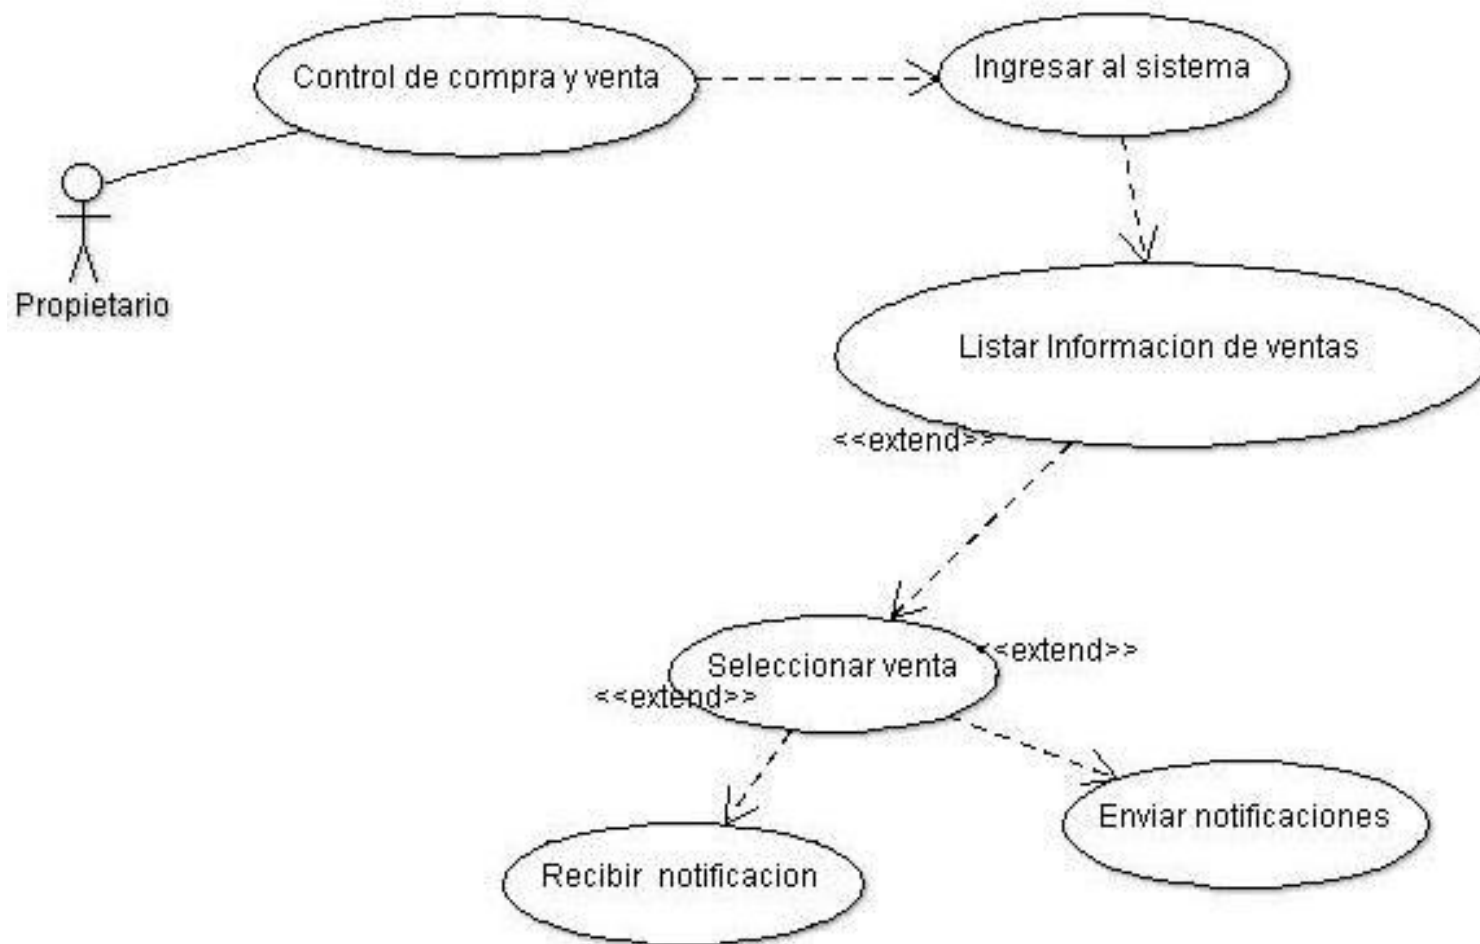 Control de compra y venta
Ingresar al sistema
Propietario
Listar Informacion de ventas
<<extend>>
Seleccionar venta
<<extend>>
<<extend>>
Enviar notificaciones
Recibir notificacion